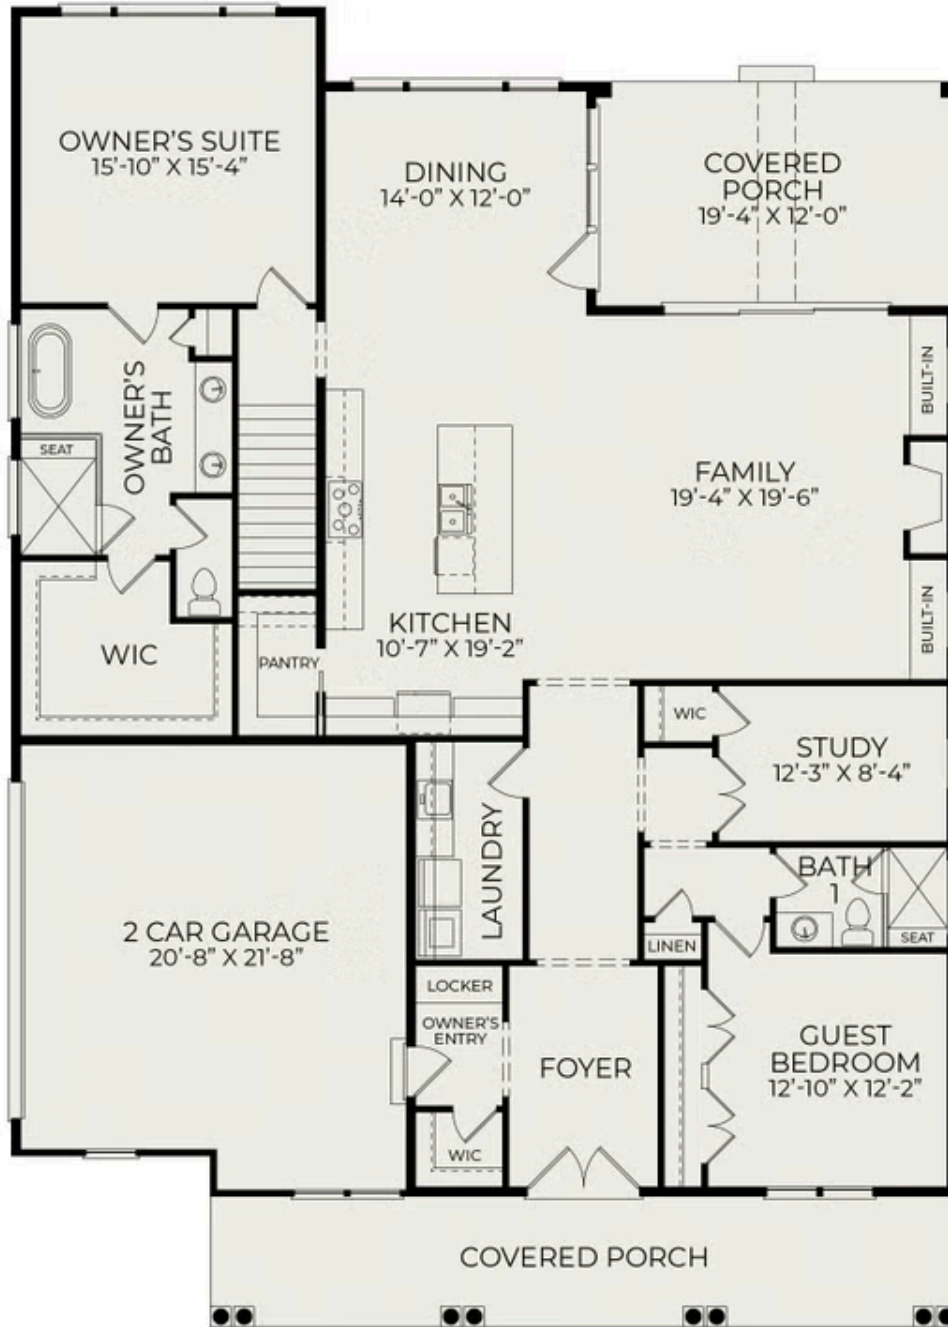 OWNER'S SUITE
15'-10" X 15'-4"
DINING
14'-0" X 12'-0"
COVERED
PORCH
19'-4" X 12'-0"
OWNER'S
BATH
SEAT
BUILT-IN
FAMILY
19'-4" X 19'-6"
KITCHEN
10'-7" X 19'-2"
BUILT-IN
WIC
PANTRY
WIC
STUDY
12'-3" X 8'-4"
LAUNDRY
BATH
1
SEAT
2 CAR GARAGE
20'-8" X 21'-8"
LINEN
LOCKER
OWNER'S
ENTRY
FOYER
GUEST
BEDROOM
12'-10" X 12'-2"
WIC
COVERED PORCH